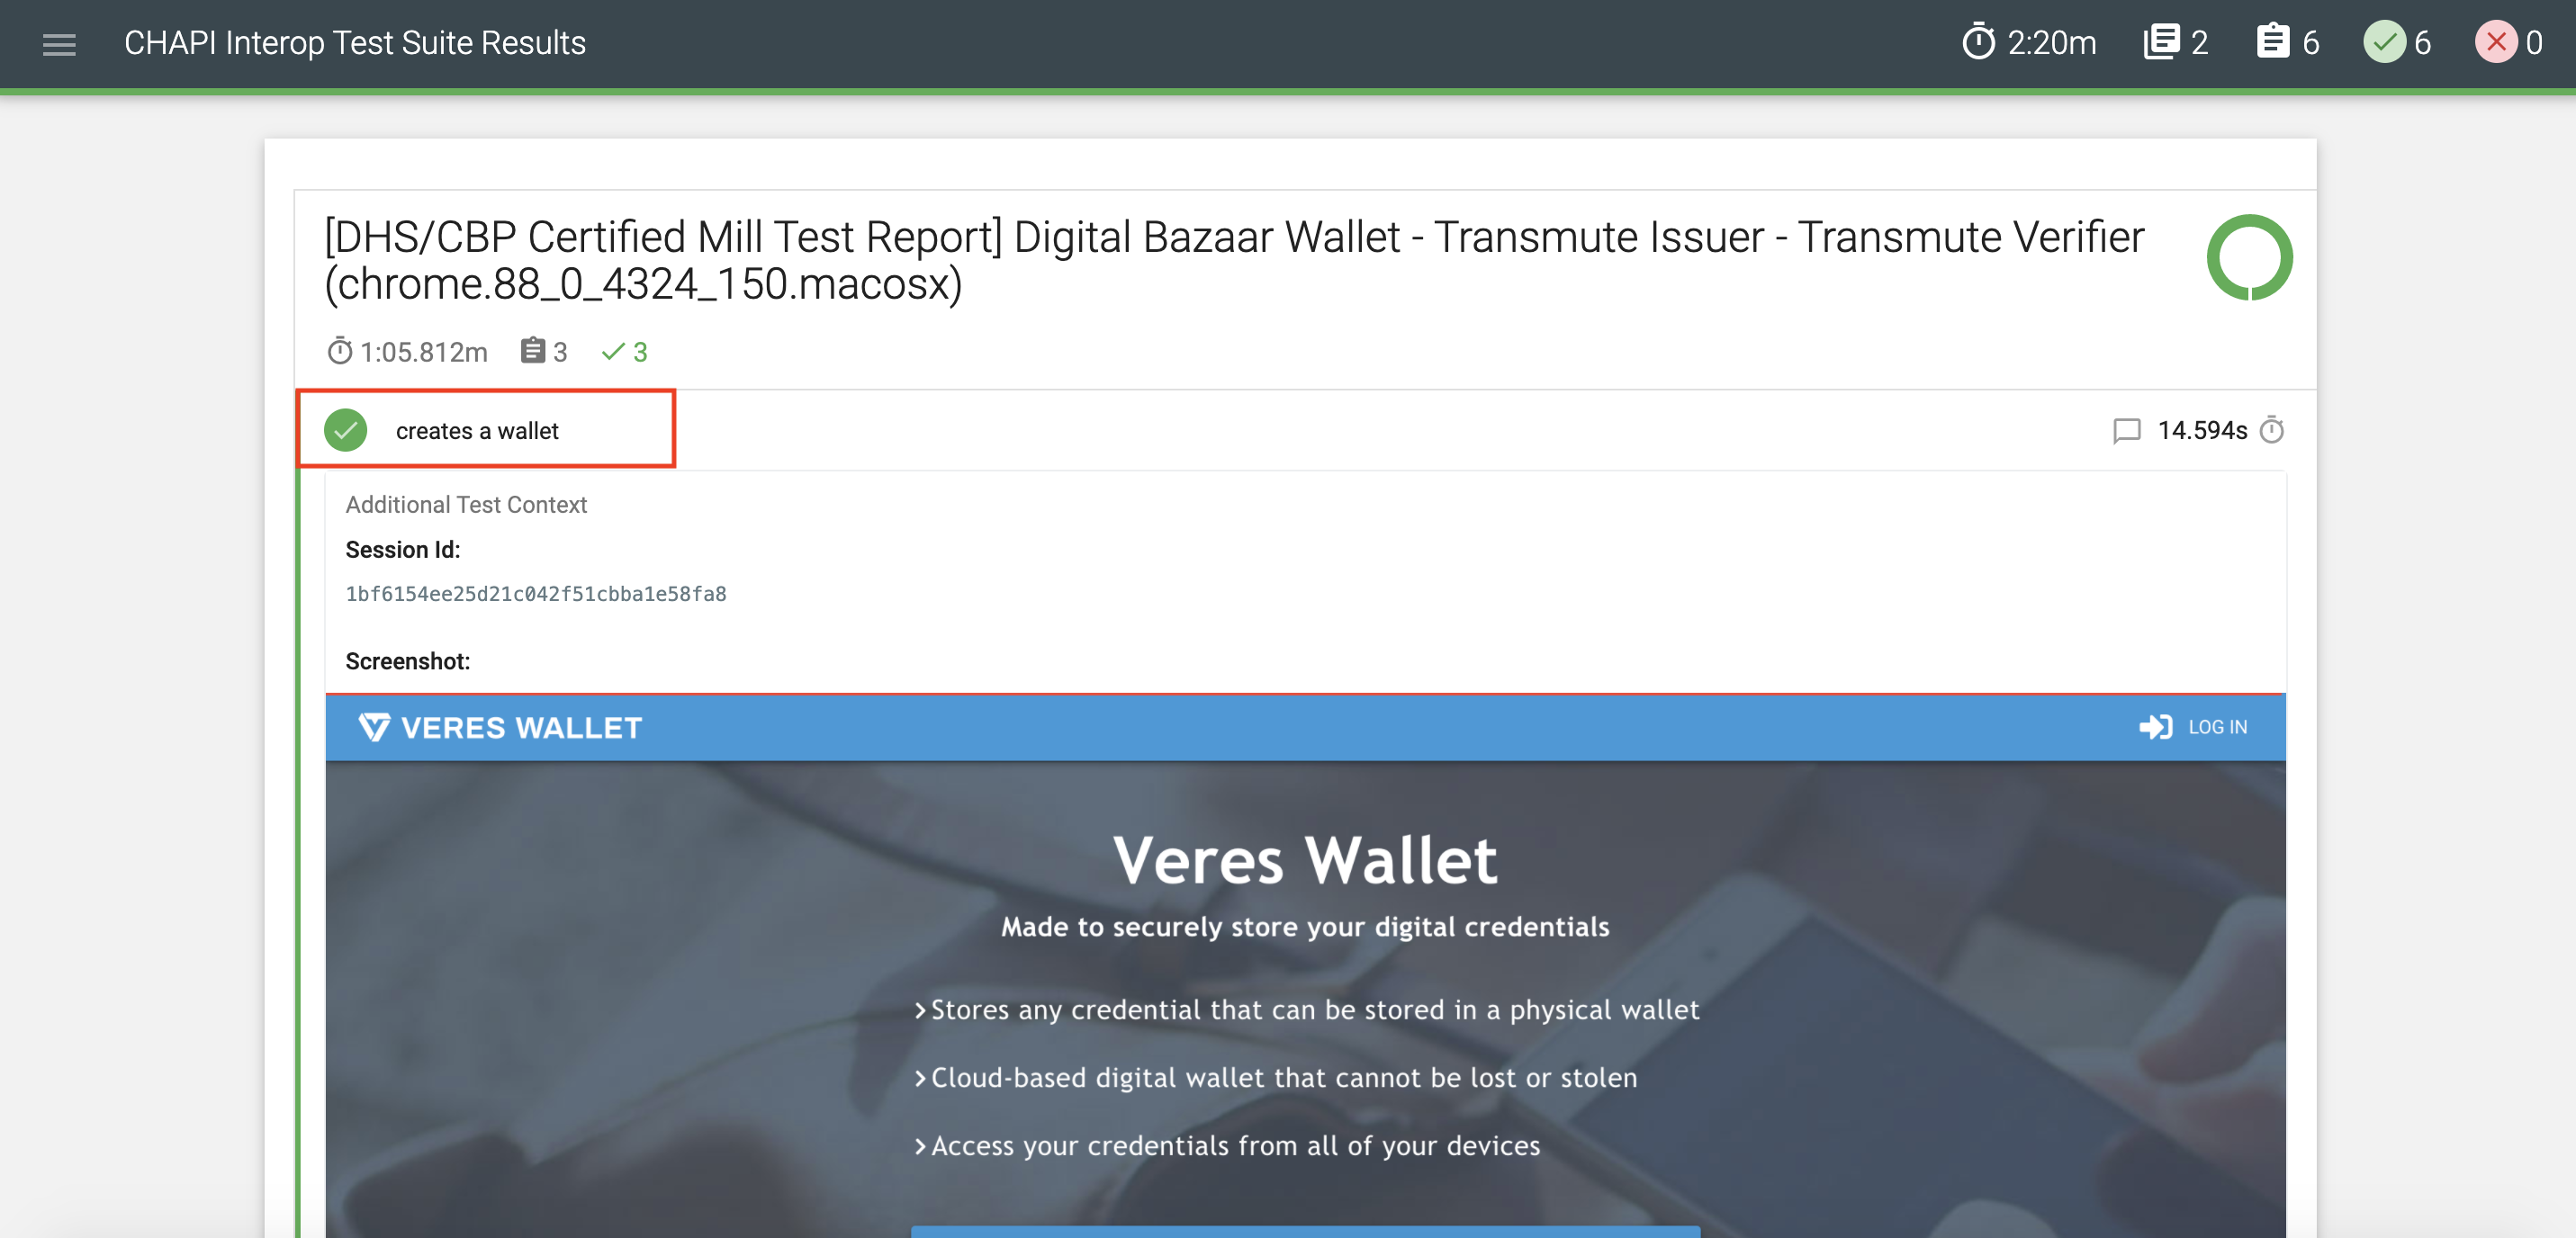 CHAPI Interop Test Suite Results
2:20m 2 6 6 0
[DHS/CBP Certified Mill Test Report] Digital Bazaar Wallet - Transmute Issuer - Transmute Verifier
(chrome.88_0_4324_150.macosx)
1:05.812m 3 3
creates a wallet
14.594s
Additional Test Context
Session Id:
1bf6154ee25d21c042f51cbba1e58fa8
Screenshot:
VERES WALLET
LOG IN
Veres Wallet
Made to securely store your digital credentials
Stores any credential that can be stored in a physical wallet
Cloud-based digital wallet that cannot be lost or stolen
Access your credentials from all of your devices